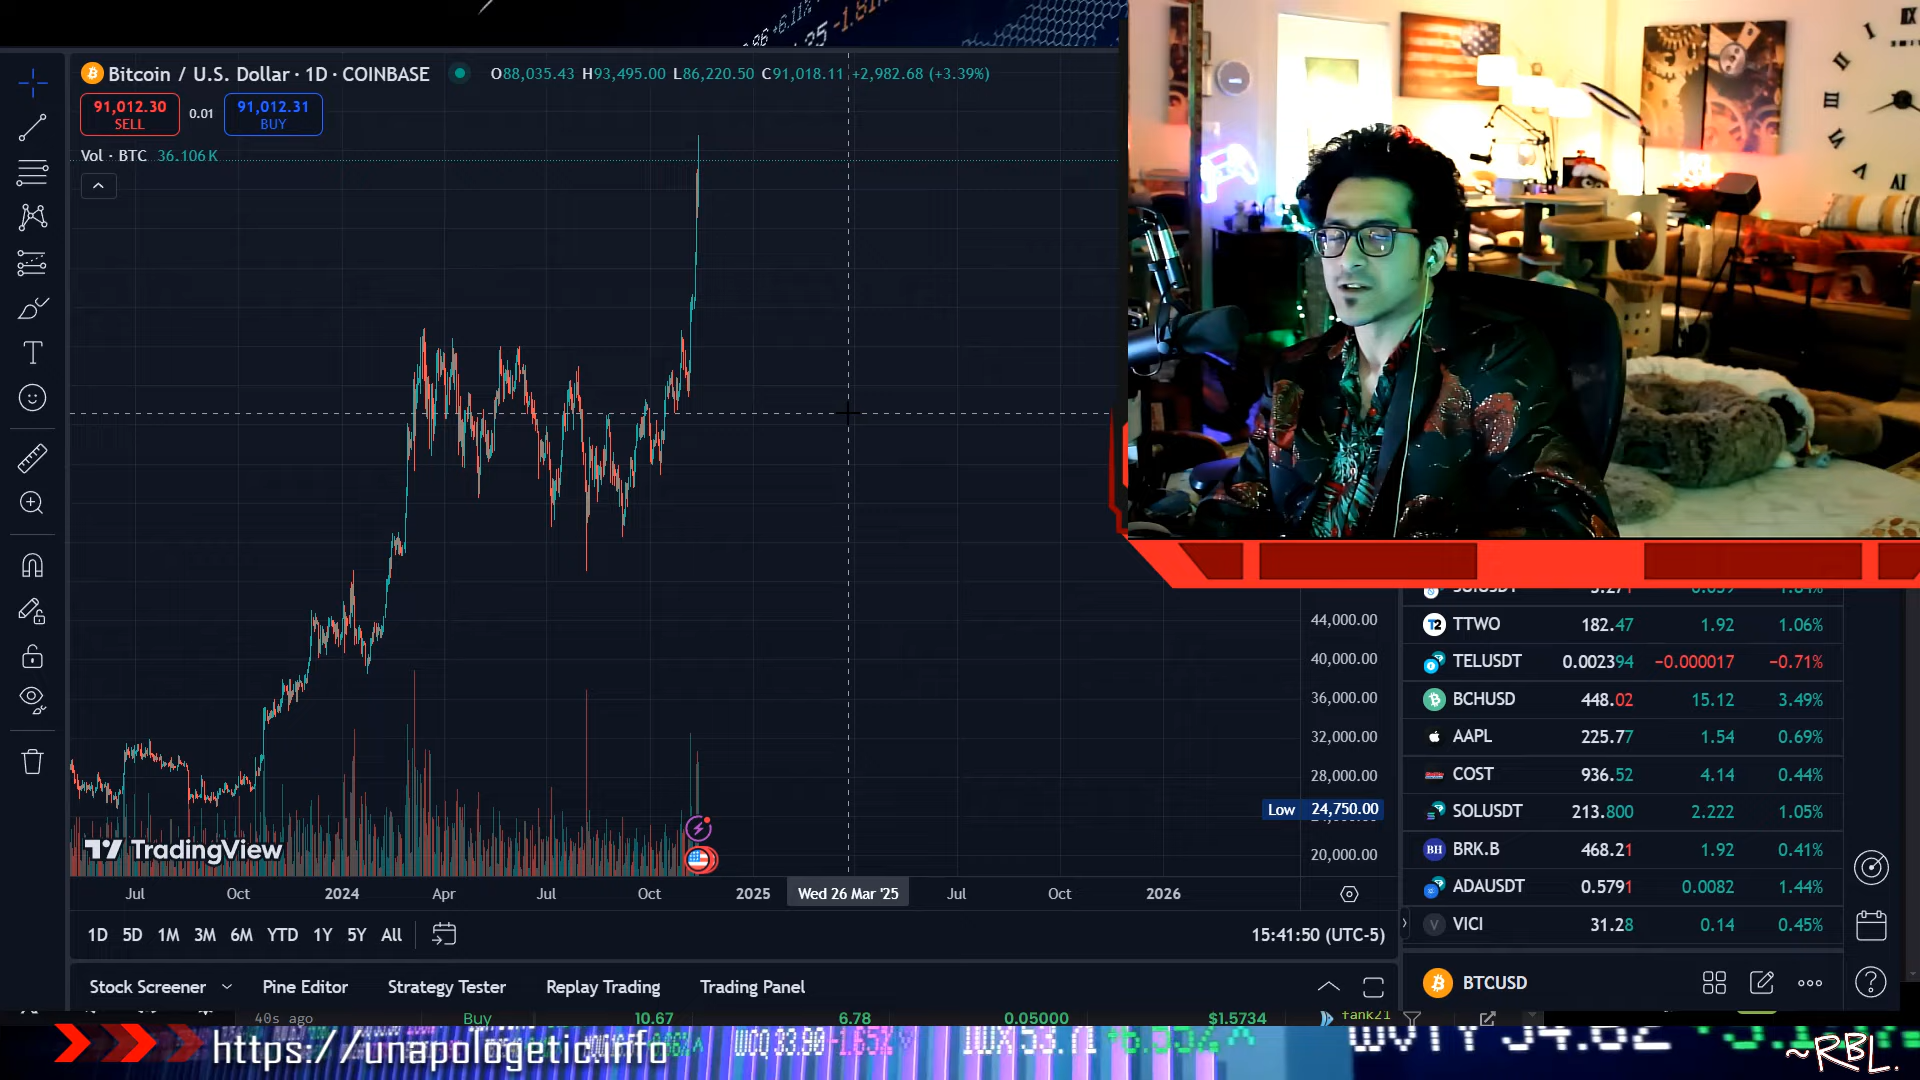 Bitcoin / U.S. Dollar · 1D · COINBASE
O88,035.43 H93,495.00 L86,220.50 C91,018.11 +2,982.68 (+3.39%)
91,012.30
SELL
0.01
91,012.31
BUY
Vol · BTC 36.106K
44,000.00
40,000.00
36,000.00
32,000.00
28,000.00
Low 24,750.00
20,000.00
TradingView
Jul Oct 2024 Apr Jul Oct 2025 Wed 26 Mar '25 Jul Oct 2026
1D 5D 1M 3M 6M YTD 1Y 5Y All
15:41:50 (UTC-5)
Stock Screener Pine Editor Strategy Tester Replay Trading Trading Panel
TTWO 182.47 1.92 1.06%
TELUSDT 0.002394 −0.000017 −0.71%
BCHUSD 448.02 15.12 3.49%
AAPL 225.77 1.54 0.69%
COST 936.52 4.14 0.44%
SOLUSDT 213.800 2.222 1.05%
BH BRK.B 468.21 1.92 0.41%
ADAUSDT 0.5791 0.0082 1.44%
V VICI 31.28 0.14 0.45%
BTCUSD
40s ago Buy 10.67 6.78 0.05000 $1.5734
https://unapologetic.info
~RBL.